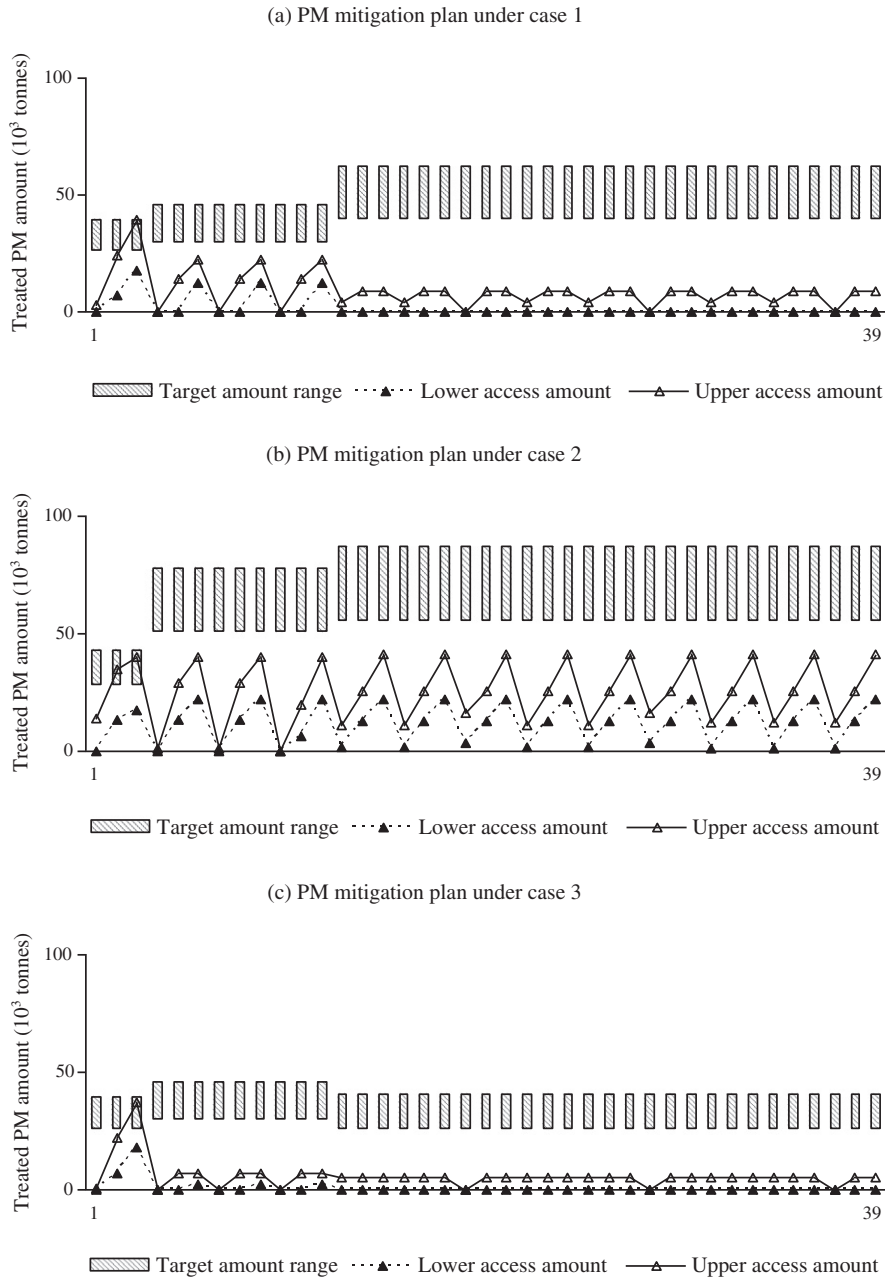 (a) PM mitigation plan under case 1
Treated PM amount (10³ tonnes)
100
50
0
1
39
Target amount range
Lower access amount
Upper access amount
(b) PM mitigation plan under case 2
Treated PM amount (10³ tonnes)
100
50
0
1
39
Target amount range
Lower access amount
Upper access amount
(c) PM mitigation plan under case 3
Treated PM amount (10³ tonnes)
100
50
0
1
39
Target amount range
Lower access amount
Upper access amount